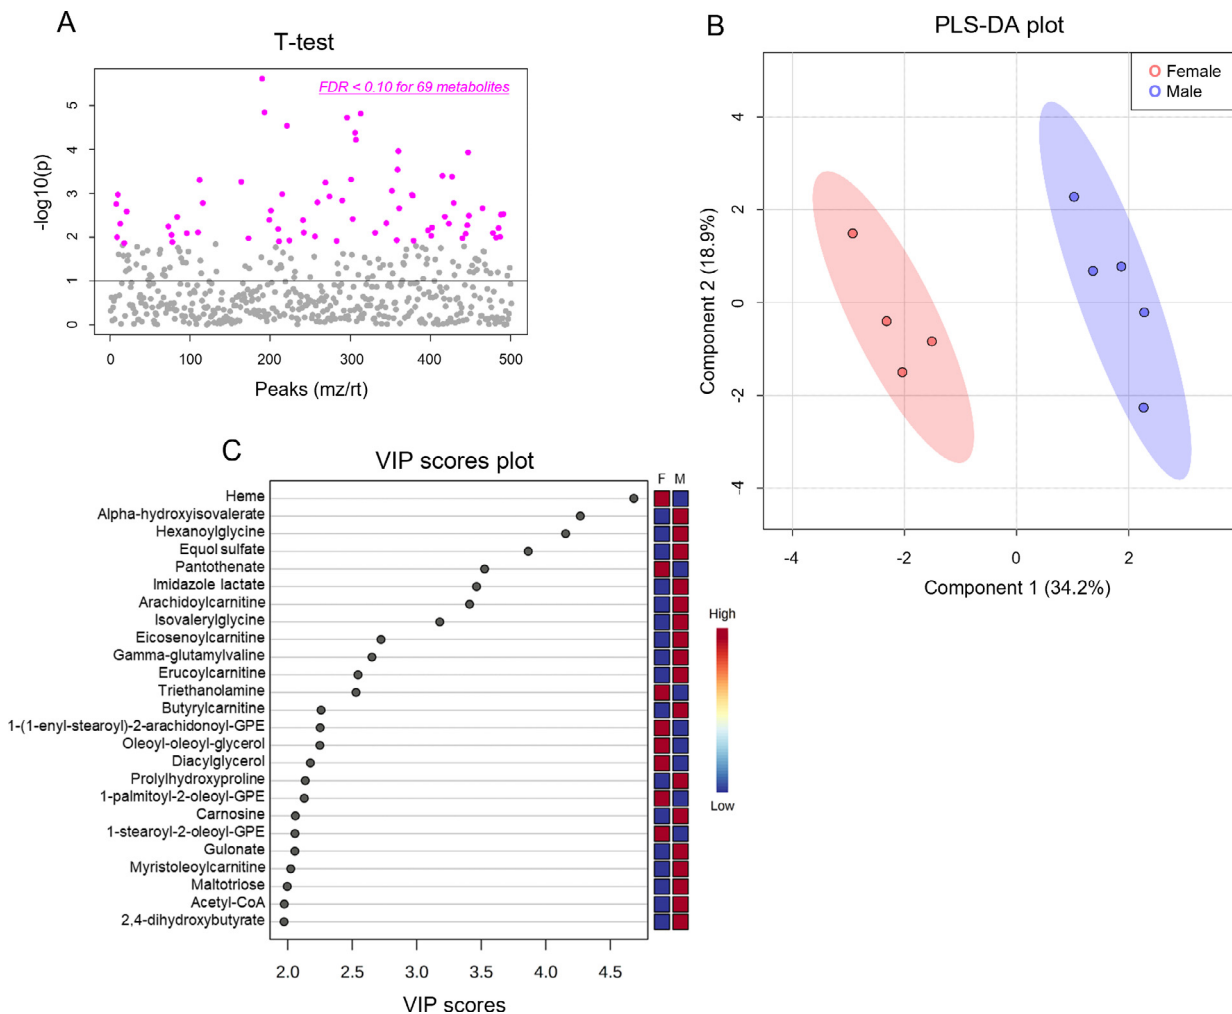 A
T-test
FDR < 0.10 for 69 metabolites
-log10(p)
5
4
3
2
1
0
0 100 200 300 400 500
Peaks (mz/rt)
B
PLS-DA plot
Female
Male
Component 2 (18.9%)
4
2
0
-2
-4
-4 -2 0 2
Component 1 (34.2%)
C
VIP scores plot
F M
Heme
Alpha-hydroxyisovalerate
Hexanoylglycine
Equol sulfate
Pantothenate
Imidazole lactate
Arachidoylcarnitine
Isovalerylglycine
Eicosenoylcarnitine
Gamma-glutamylvaline
Erucoylcarnitine
Triethanolamine
Butyrylcarnitine
1-(1-enyl-stearoyl)-2-arachidonoyl-GPE
Oleoyl-oleoyl-glycerol
Diacylglycerol
Prolylhydroxyproline
1-palmitoyl-2-oleoyl-GPE
Carnosine
1-stearoyl-2-oleoyl-GPE
Gulonate
Myristoleoylcarnitine
Maltotriose
Acetyl-CoA
2,4-dihydroxybutyrate
2.0 2.5 3.0 3.5 4.0 4.5
VIP scores
High
Low